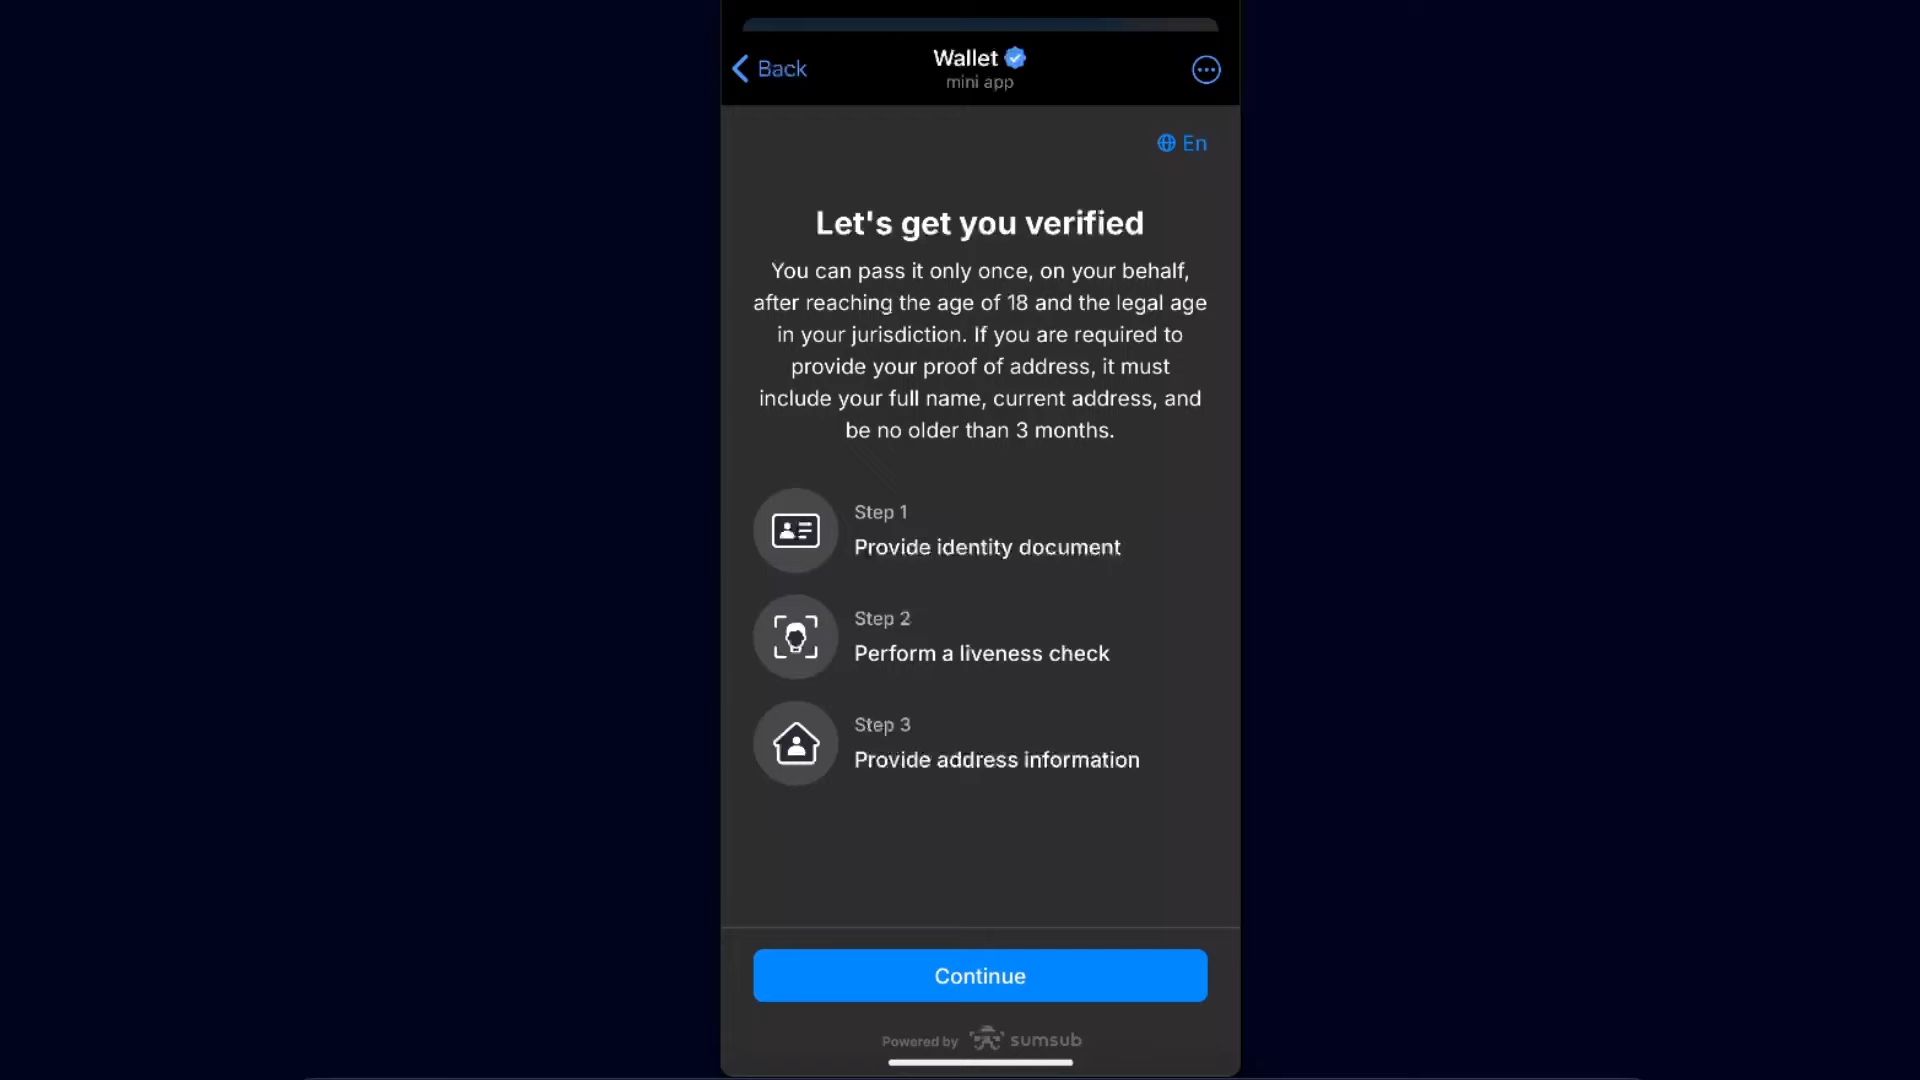 Back
Wallet
mini app
En
Let's get you verified
You can pass it only once, on your behalf,
after reaching the age of 18 and the legal age
in your jurisdiction. If you are required to
provide your proof of address, it must
include your full name, current address, and
be no older than 3 months.
Step 1
Provide identity document
Step 2
Perform a liveness check
Step 3
Provide address information
Continue
Powered by sumsub